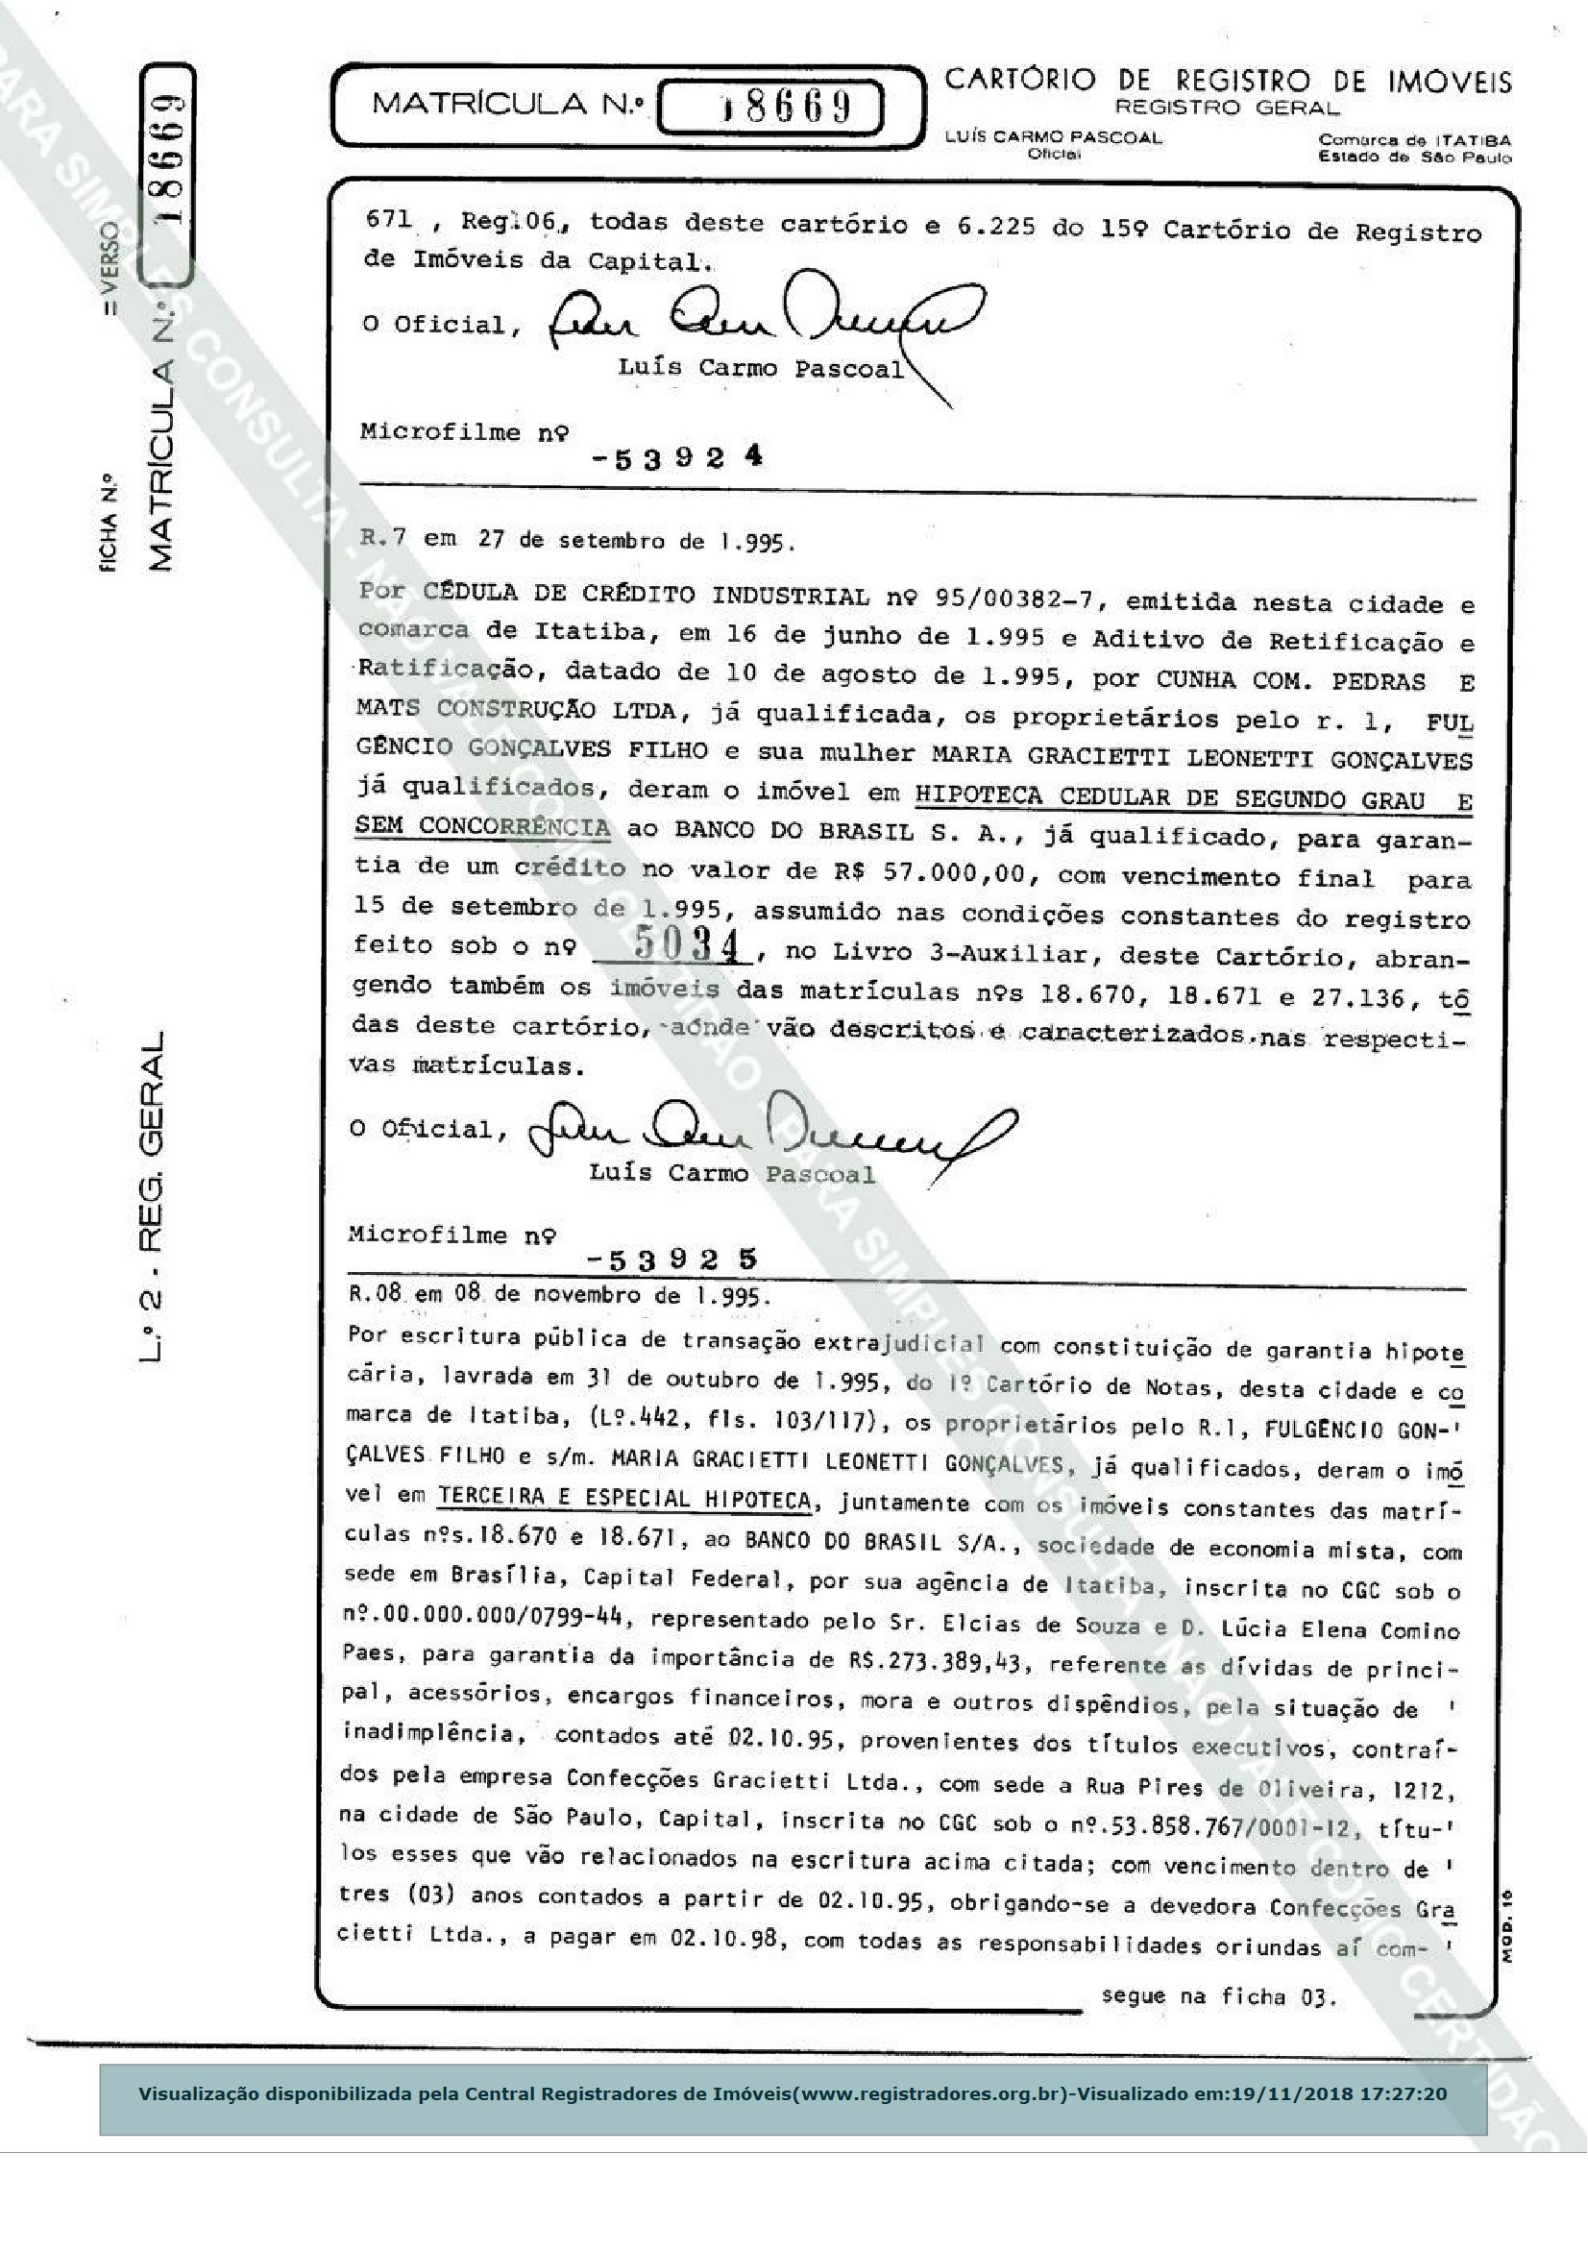 MATRÍCULA N.º 18669
CARTÓRIO DE REGISTRO DE IMÓVEIS
REGISTRO GERAL
LUÍS CARMO PASCOAL
Oficial
Comarca de ITATIBA
Estado de São Paulo
FICHA N.º = VERSO
MATRÍCULA N.º 18669
L.º 2 - REG. GERAL
671 , Reg.06, todas deste cartório e 6.225 do 15º Cartório de Registro
de Imóveis da Capital.
O Oficial,
Luís Carmo Pascoal
Microfilme nº
-53924
R.7 em 27 de setembro de 1.995.
Por CÉDULA DE CRÉDITO INDUSTRIAL nº 95/00382-7, emitida nesta cidade e
comarca de Itatiba, em 16 de junho de 1.995 e Aditivo de Retificação e
Ratificação, datado de 10 de agosto de 1.995, por CUNHA COM. PEDRAS E
MATS CONSTRUÇÃO LTDA, já qualificada, os proprietários pelo r. 1, FUL
GÊNCIO GONÇALVES FILHO e sua mulher MARIA GRACIETTI LEONETTI GONÇALVES
já qualificados, deram o imóvel em HIPOTECA CEDULAR DE SEGUNDO GRAU E
SEM CONCORRÊNCIA ao BANCO DO BRASIL S. A., já qualificado, para garan-
tia de um crédito no valor de R$ 57.000,00, com vencimento final para
15 de setembro de 1.995, assumido nas condições constantes do registro
feito sob o nº 5034, no Livro 3-Auxiliar, deste Cartório, abran-
gendo também os imóveis das matrículas nºs 18.670, 18.671 e 27.136, tô
das deste cartório, aonde vão descritos e caracterizados nas respecti-
vas matrículas.
O Oficial,
Luís Carmo Pascoal
Microfilme nº
-53925
R.08 em 08 de novembro de 1.995.
Por escritura pública de transação extrajudicial com constituição de garantia hipote
cária, lavrada em 31 de outubro de 1.995, do 1º Cartório de Notas, desta cidade e co
marca de Itatiba, (Lº.442, fls. 103/117), os proprietários pelo R.1, FULGÊNCIO GON-'
ÇALVES FILHO e s/m. MARIA GRACIETTI LEONETTI GONÇALVES, já qualificados, deram o imó
vel em TERCEIRA E ESPECIAL HIPOTECA, juntamente com os imóveis constantes das matrí-
culas nºs.18.670 e 18.671, ao BANCO DO BRASIL S/A., sociedade de economia mista, com
sede em Brasília, Capital Federal, por sua agência de Itatiba, inscrita no CGC sob o
nº.00.000.000/0799-44, representado pelo Sr. Elcias de Souza e D. Lúcia Elena Comino
Paes, para garantia da importância de R$.273.389,43, referente as dívidas de princi-
pal, acessórios, encargos financeiros, mora e outros dispêndios, pela situação de '
inadimplência, contados até 02.10.95, provenientes dos títulos executivos, contraí-
dos pela empresa Confecções Gracietti Ltda., com sede a Rua Pires de Oliveira, 1212,
na cidade de São Paulo, Capital, inscrita no CGC sob o nº.53.858.767/0001-12, títu-'
los esses que vão relacionados na escritura acima citada; com vencimento dentro de '
tres (03) anos contados a partir de 02.10.95, obrigando-se a devedora Confecções Gra
cietti Ltda., a pagar em 02.10.98, com todas as responsabilidades oriundas aí com- '
segue na ficha 03.
MOD. 16
PARA SIMPLES CONSULTA - NÃO VALE COMO CERTIDÃO - PARA SIMPLES CONSULTA - NÃO VALE COMO CERTIDÃO
Visualização disponibilizada pela Central Registradores de Imóveis(www.registradores.org.br)-Visualizado em:19/11/2018 17:27:20